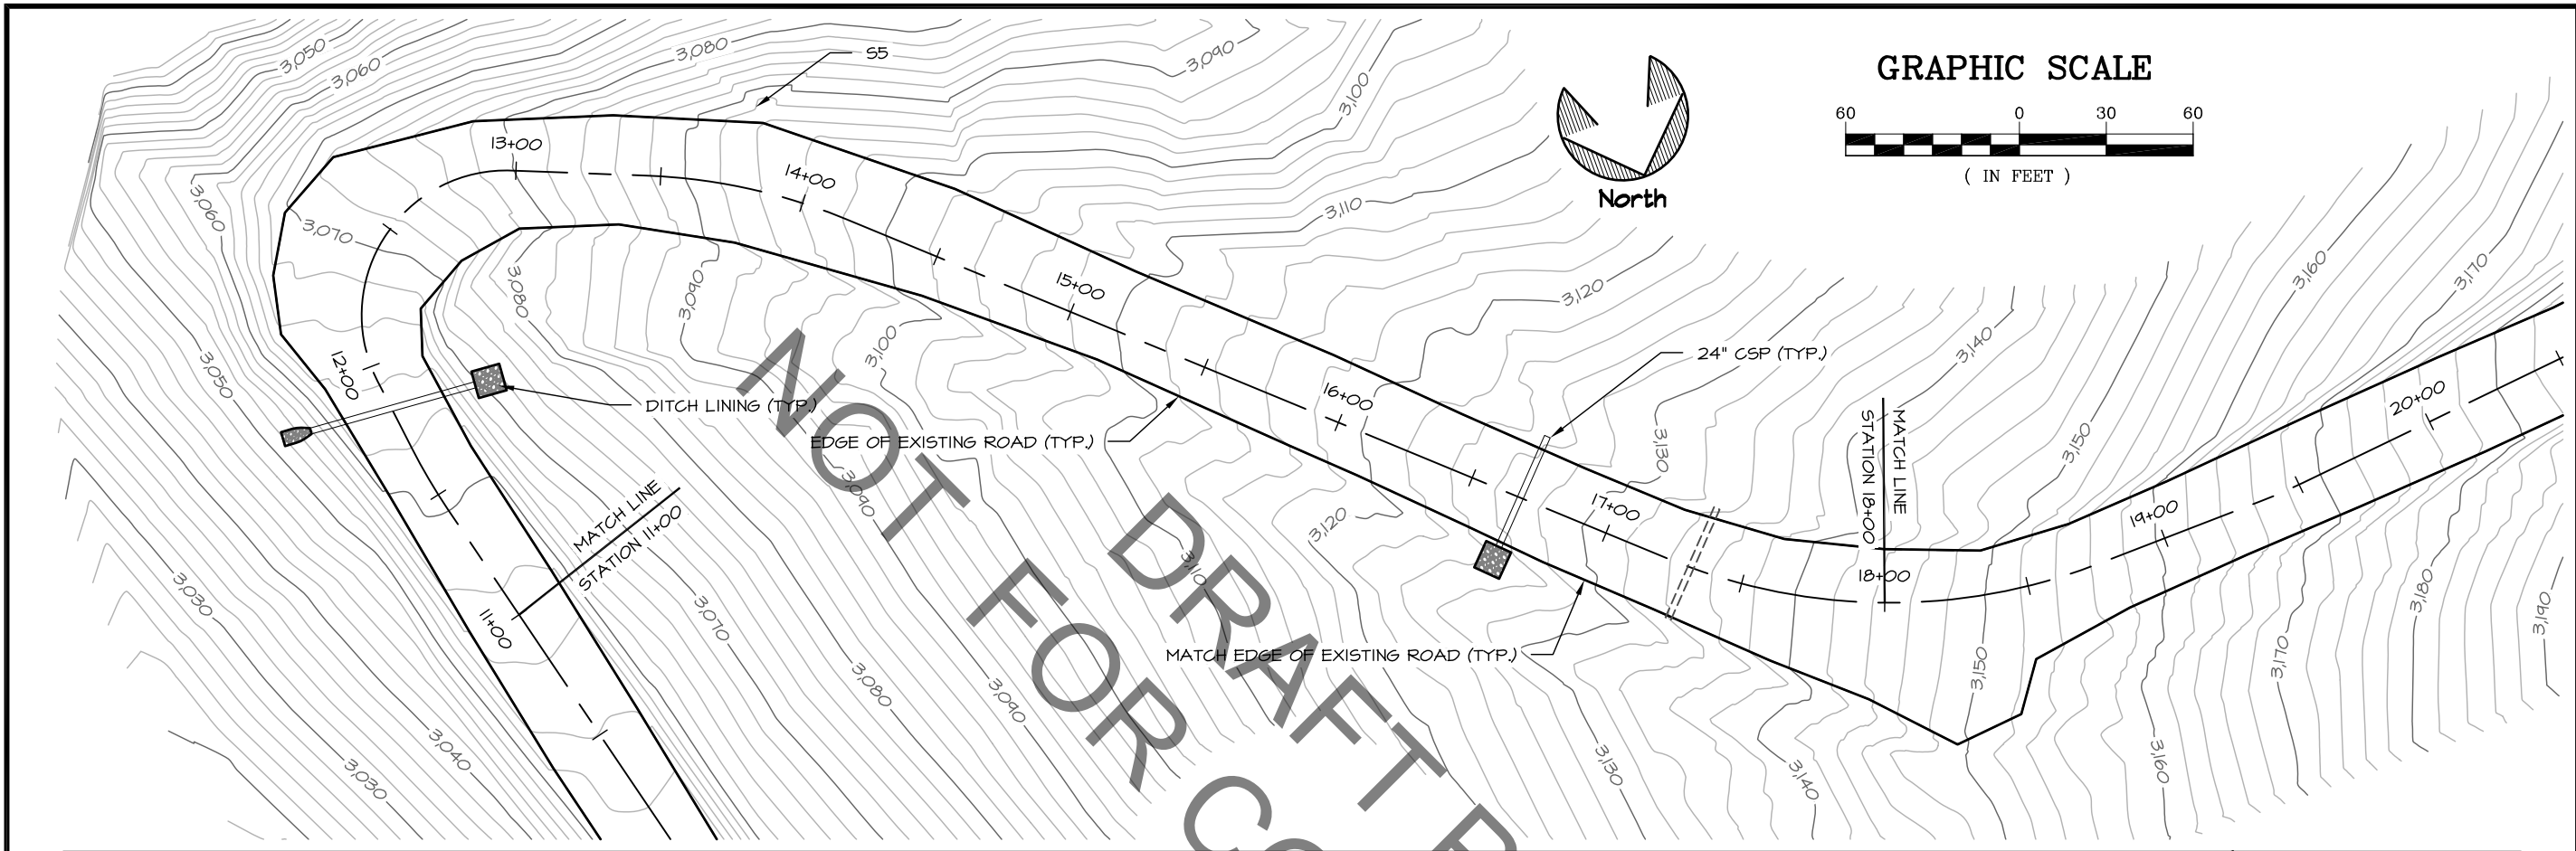 3,050
3,060
3,080
S5
3,090
3,100
North
GRAPHIC SCALE
60 0 30 60
( IN FEET )
13+00
14+00
3,060
3,070
3,080
3,090
3,110
3,120
15+00
3,100
3,050
12+00
DITCH LINING (TYP.)
EDGE OF EXISTING ROAD (TYP.)
16+00
24" CSP (TYP.)
3,140
3,130
3,150
3,160
3,170
MATCH LINE
STATION 18+00
20+00
19+00
18+00
17+00
3,120
3,090
3,110
MATCH LINE
STATION 11+00
11+00
3,030
3,070
3,040
3,030
3,080
3,090
MATCH EDGE OF EXISTING ROAD (TYP.)
3,130
3,140
3,150
3,160
3,170
3,180
3,190
NOT FOR CO
DRAFT